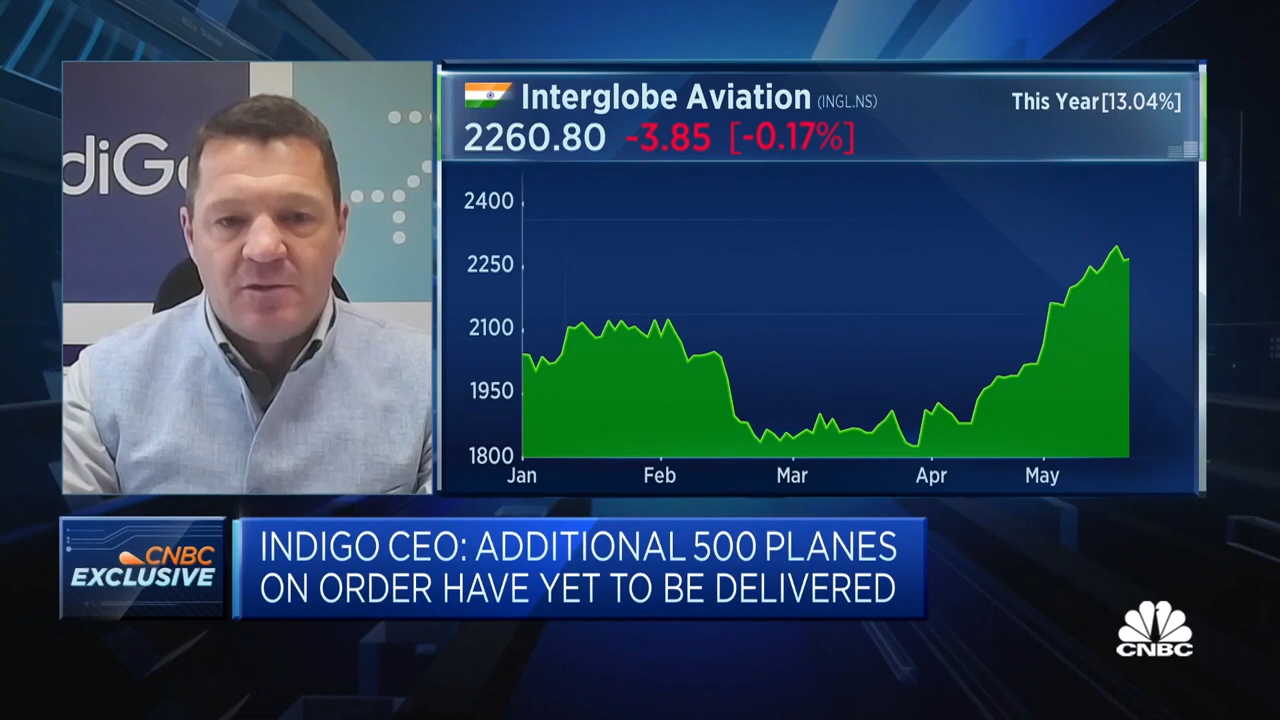 diGo
Interglobe Aviation (INGL.NS)
This Year[13.04%]
2260.80 -3.85 [-0.17%]
2400
2250
2100
1950
1800
Jan Feb Mar Apr May
CNBC
EXCLUSIVE
INDIGO CEO: ADDITIONAL 500 PLANES
ON ORDER HAVE YET TO BE DELIVERED
CNBC